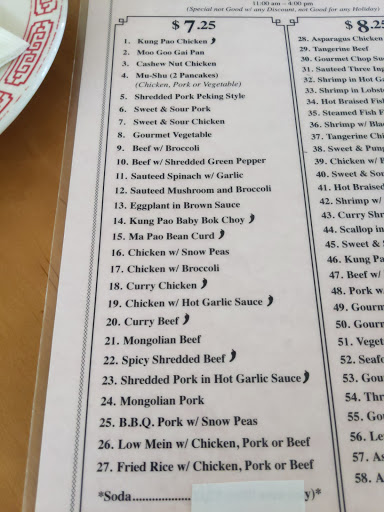 11:00 am – 4:00 pm
(Special not Good w/ any Discount, not Good for any Holiday)
$ 7.25
1. Kung Pao Chicken
2. Moo Goo Gai Pan
3. Cashew Nut Chicken
4. Mu-Shu (2 Pancakes)
(Chicken, Pork or Vegetable)
5. Shredded Pork Peking Style
6. Sweet & Sour Pork
7. Sweet & Sour Chicken
8. Gourmet Vegetable
9. Beef w/ Broccoli
10. Beef w/ Shredded Green Pepper
11. Sauteed Spinach w/ Garlic
12. Sauteed Mushroom and Broccoli
13. Eggplant in Brown Sauce
14. Kung Pao Baby Bok Choy
15. Ma Pao Bean Curd
16. Chicken w/ Snow Peas
17. Chicken w/ Broccoli
18. Curry Chicken
19. Chicken w/ Hot Garlic Sauce
20. Curry Beef
21. Mongolian Beef
22. Spicy Shredded Beef
23. Shredded Pork in Hot Garlic Sauce
24. Mongolian Pork
25. B.B.Q. Pork w/ Snow Peas
26. Low Mein w/ Chicken, Pork or Beef
27. Fried Rice w/ Chicken, Pork or Beef
*Soda.................... y)*
$ 8.2
28. Asparagus Chicken
29. Tangerine Beef
30. Gourmet Chop Su
31. Sauteed Three
32. Shrimp in Hot G
33. Shrimp in Lobst
34. Hot Braised Fish
35. Steamed Fish F
36. Shrimp w/ Bla
37. Tangerine Chi
38. Sweet & Pung
39. Chicken w/
40. Sweet & Sou
41. Hot Braised
42. Shrimp w/
43. Curry Shr
44. Scallop in
45. Sweet &
46. Kung Pa
47. Beef w/
48. Pork w
49. Gourm
50. Gourr
51. Veget
52. Seafo
53. Gou
54. Thr
55. Go
56. Le
57. A
58. A